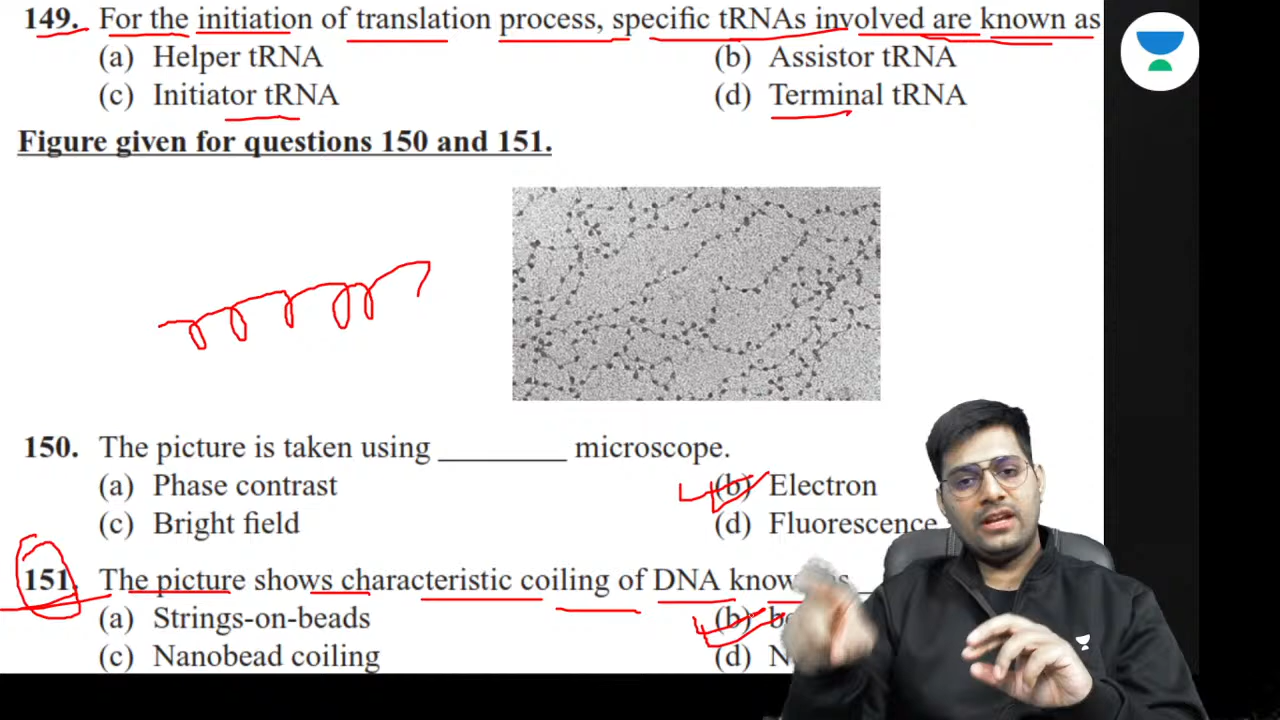 149. For the initiation of translation process, specific tRNAs involved are known as
(a) Helper tRNA (b) Assistor tRNA
(c) Initiator tRNA (d) Terminal tRNA
Figure given for questions 150 and 151.
150. The picture is taken using ________ microscope.
(a) Phase contrast (b) Electron
(c) Bright field (d) Fluorescence
151. The picture shows characteristic coiling of DNA
(a) Strings-on-beads (b)
(c) Nanobead coiling (d)